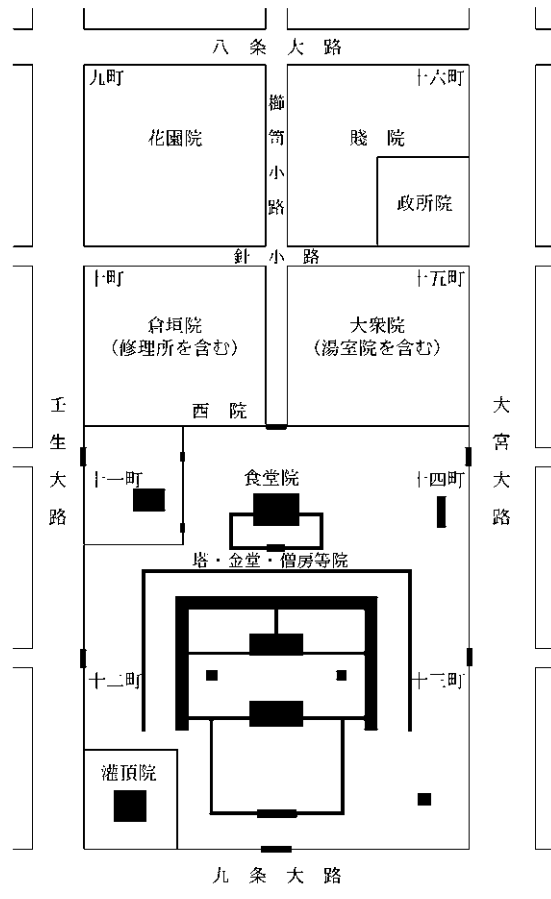 八条大路
九町
十六町
櫛笥小路
花園院
賤院
政所院
針小路
十町
十五町
倉垣院
(修理所を含む)
大衆院
(湯室院を含む)
壬生大路
西院
大宮大路
十一町
食堂院
十四町
塔・金堂・僧房等院
十二町
十三町
灌頂院
九条大路